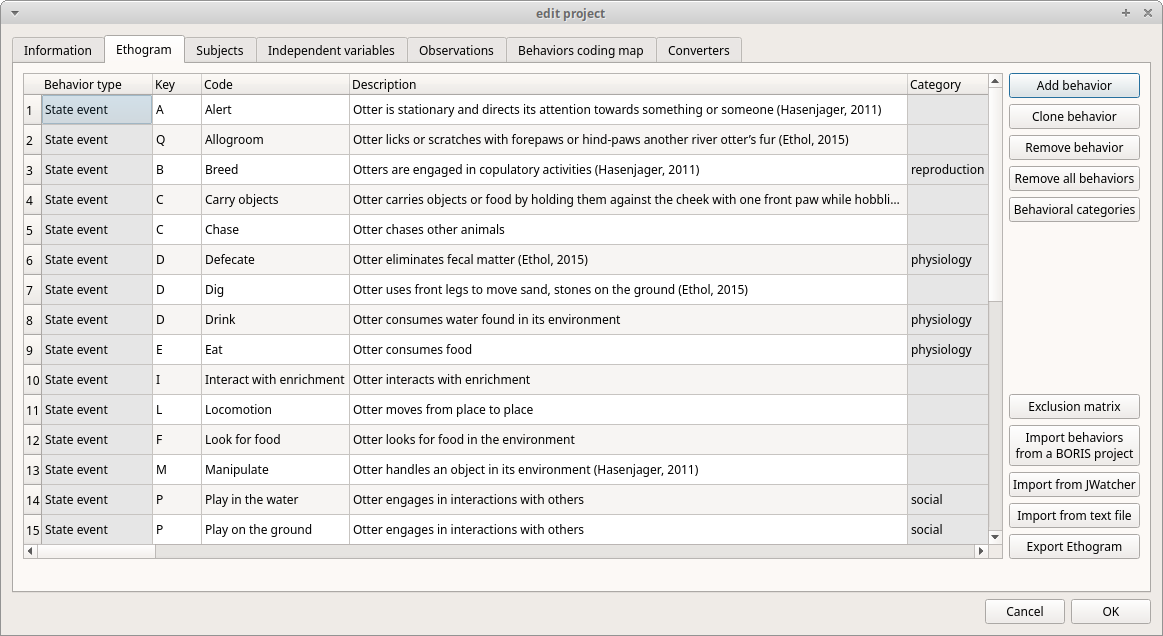 edit project
Information Ethogram Subjects Independent variables Observations Behaviors coding map Converters
Behavior type Key Code Description Category
1 State event A Alert Otter is stationary and directs its attention towards something or someone (Hasenjager, 2011)
2 State event Q Allogroom Otter licks or scratches with forepaws or hind-paws another river otter's fur (Ethol, 2015)
3 State event B Breed Otters are engaged in copulatory activities (Hasenjager, 2011) reproduction
4 State event C Carry objects Otter carries objects or food by holding them against the cheek with one front paw while hobbli...
5 State event C Chase Otter chases other animals
6 State event D Defecate Otter eliminates fecal matter (Ethol, 2015) physiology
7 State event D Dig Otter uses front legs to move sand, stones on the ground (Ethol, 2015)
8 State event D Drink Otter consumes water found in its environment physiology
9 State event E Eat Otter consumes food physiology
10 State event I Interact with enrichment Otter interacts with enrichment
11 State event L Locomotion Otter moves from place to place
12 State event F Look for food Otter looks for food in the environment
13 State event M Manipulate Otter handles an object in its environment (Hasenjager, 2011)
14 State event P Play in the water Otter engages in interactions with others social
15 State event P Play on the ground Otter engages in interactions with others social
Add behavior
Clone behavior
Remove behavior
Remove all behaviors
Behavioral categories
Exclusion matrix
Import behaviors
from a BORIS project
Import from JWatcher
Import from text file
Export Ethogram
Cancel OK